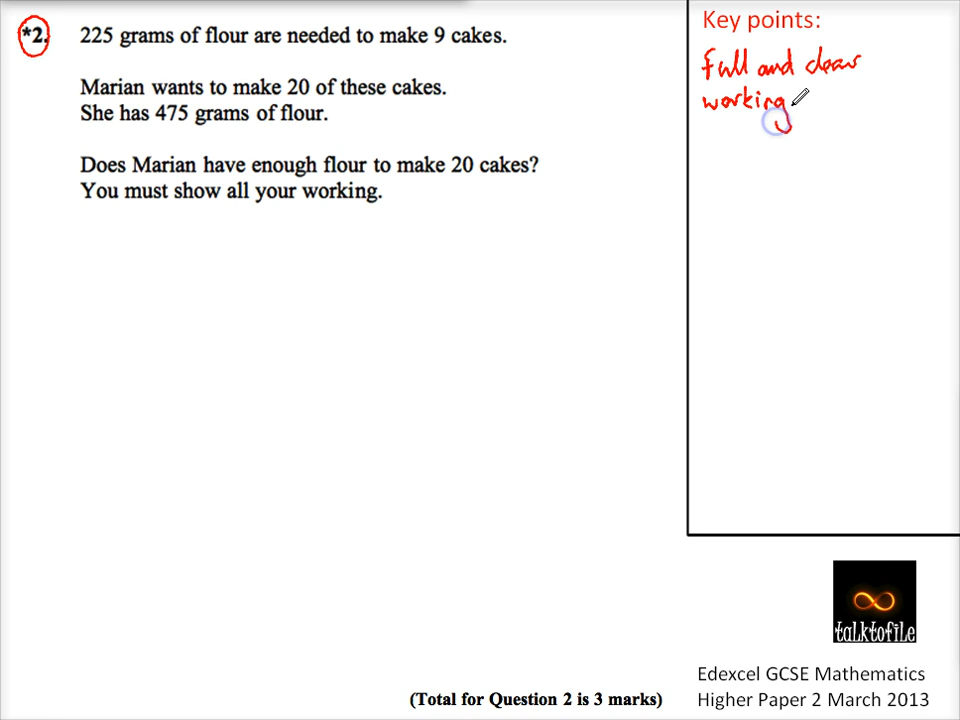 *2. 225 grams of flour are needed to make 9 cakes.
Marian wants to make 20 of these cakes.
She has 475 grams of flour.
Does Marian have enough flour to make 20 cakes?
You must show all your working.
(Total for Question 2 is 3 marks)
Key points:
Full and clear
working
talktofile
Edexcel GCSE Mathematics
Higher Paper 2 March 2013